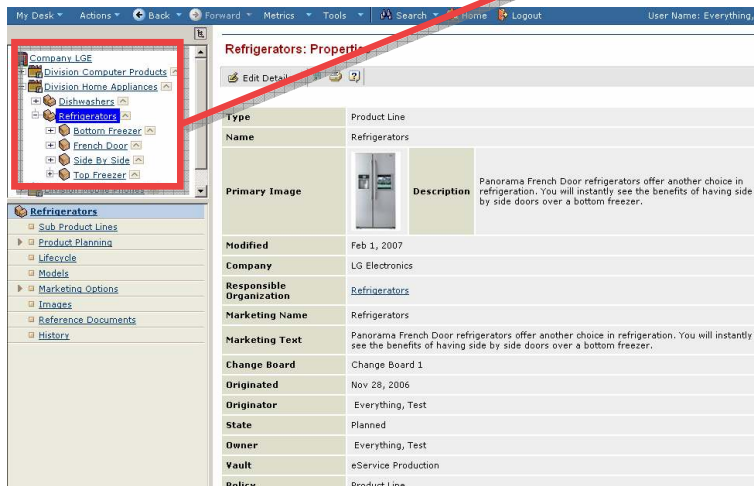 My Desk Actions Back Forward Metrics Tools Search Home Logout User Name: Everything,
Company LGE
Division Computer Products
Division Home Appliances
Dishwashers
Refrigerators
Bottom Freezer
French Door
Side By Side
Top Freezer
Division Mobile Phones
Refrigerators
Sub Product Lines
Product Planning
Lifecycle
Models
Marketing Options
Images
Reference Documents
History
Refrigerators: Properties
Edit Details
Type Product Line
Name Refrigerators
Primary Image
Description
Panorama French Door refrigerators offer another choice in
refrigeration. You will instantly see the benefits of having side
by side doors over a bottom freezer.
Modified Feb 1, 2007
Company LG Electronics
Responsible
Organization
Refrigerators
Marketing Name Refrigerators
Marketing Text
Panorama French Door refrigerators offer another choice in refrigeration. You will instantly
see the benefits of having side by side doors over a bottom freezer.
Change Board Change Board 1
Originated Nov 28, 2006
Originator Everything, Test
State Planned
Owner Everything, Test
Vault eService Production
Policy Product Line